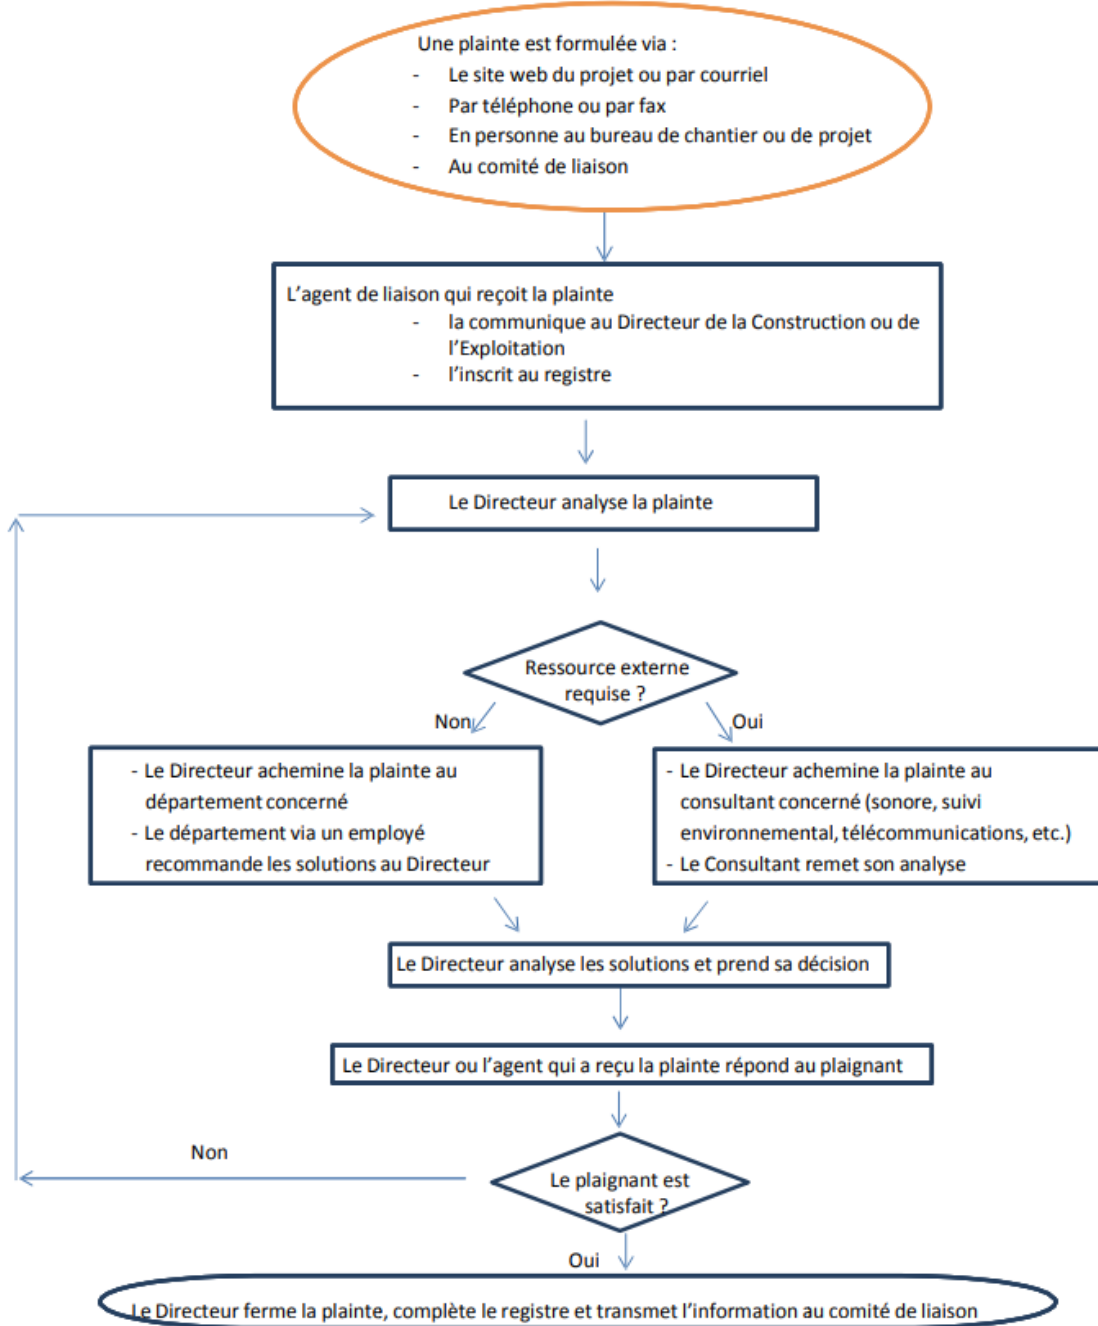 Une plainte est formulée via :
- Le site web du projet ou par courriel
- Par téléphone ou par fax
- En personne au bureau de chantier ou de projet
- Au comité de liaison
L’agent de liaison qui reçoit la plainte
- la communique au Directeur de la Construction ou de
l’Exploitation
- l’inscrit au registre
Le Directeur analyse la plainte
Ressource externe
requise ?
Non
Oui
- Le Directeur achemine la plainte au
département concerné
- Le département via un employé
recommande les solutions au Directeur
- Le Directeur achemine la plainte au
consultant concerné (sonore, suivi
environnemental, télécommunications, etc.)
- Le Consultant remet son analyse
Le Directeur analyse les solutions et prend sa décision
Le Directeur ou l’agent qui a reçu la plainte répond au plaignant
Non
Le plaignant est
satisfait ?
Oui
Le Directeur ferme la plainte, complète le registre et transmet l’information au comité de liaison